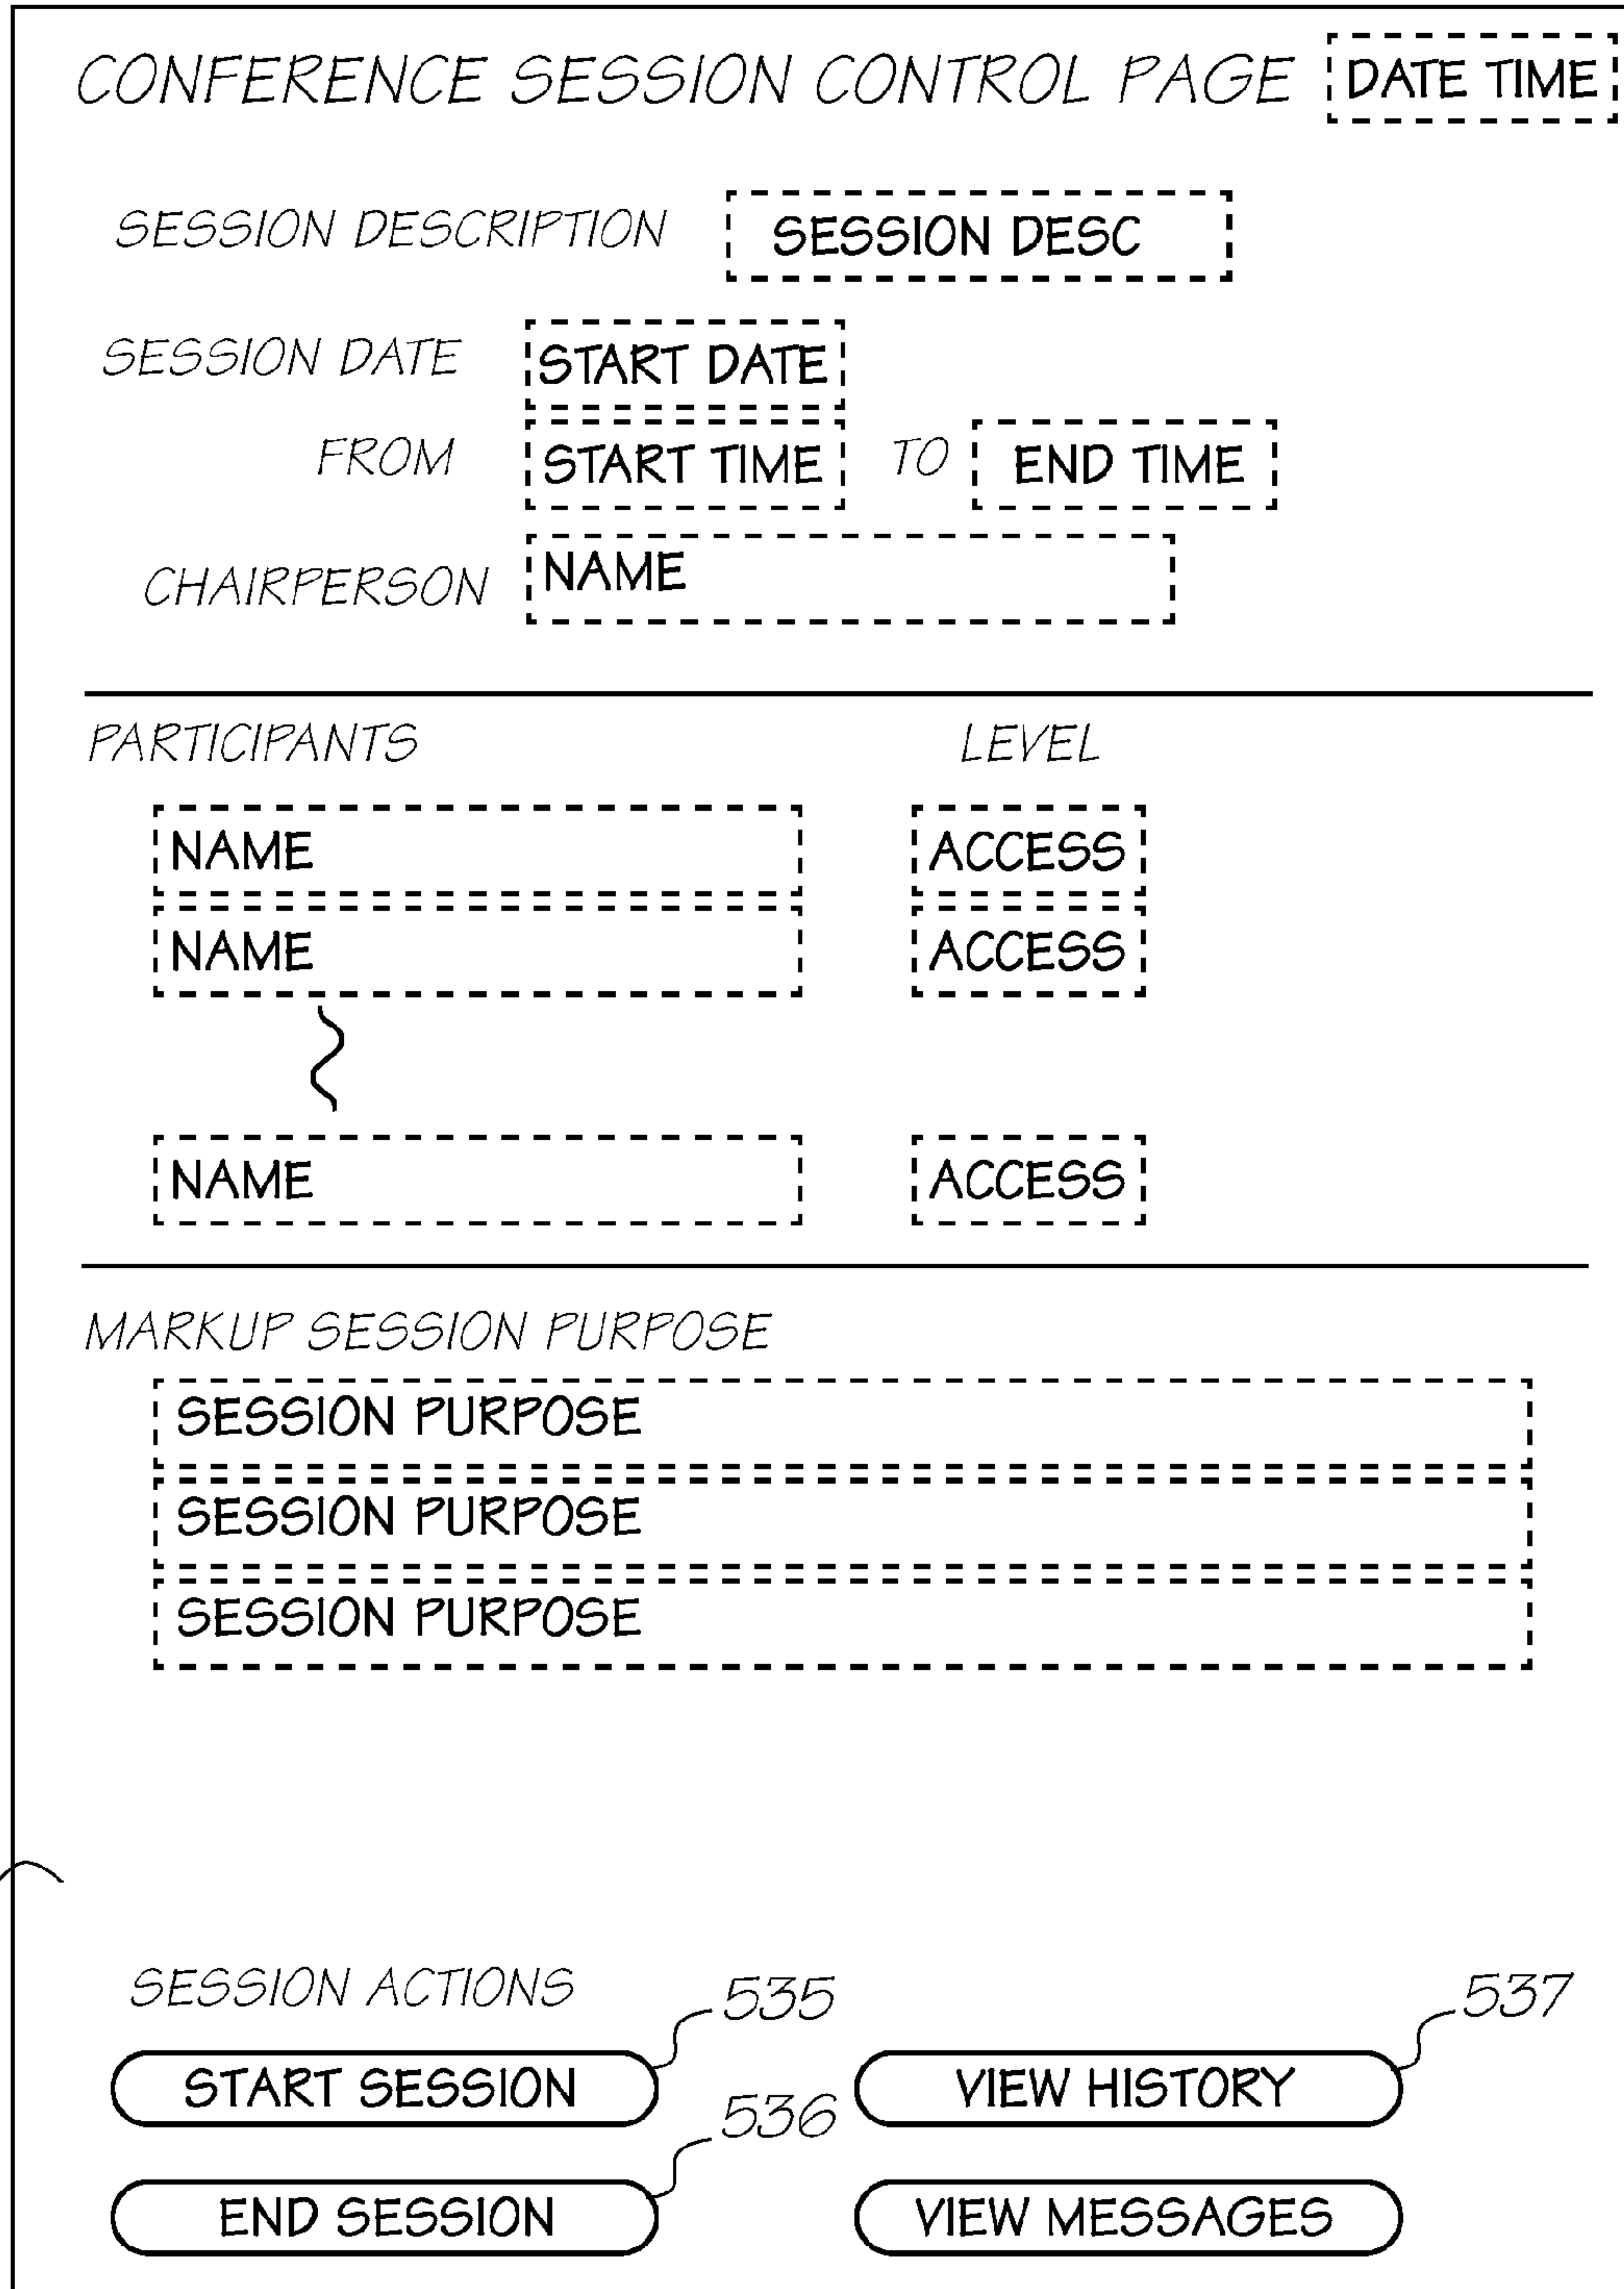 CONFERENCE SESSION CONTROL PAGE DATE TIME
SESSION DESCRIPTION SESSION DESC
SESSION DATE START DATE
FROM START TIME TO END TIME
CHAIRPERSON NAME
PARTICIPANTS LEVEL
NAME ACCESS
NAME ACCESS
NAME ACCESS
MARKUP SESSION PURPOSE
SESSION PURPOSE
SESSION PURPOSE
SESSION PURPOSE
SESSION ACTIONS 535 537
START SESSION VIEW HISTORY
536
END SESSION VIEW MESSAGES